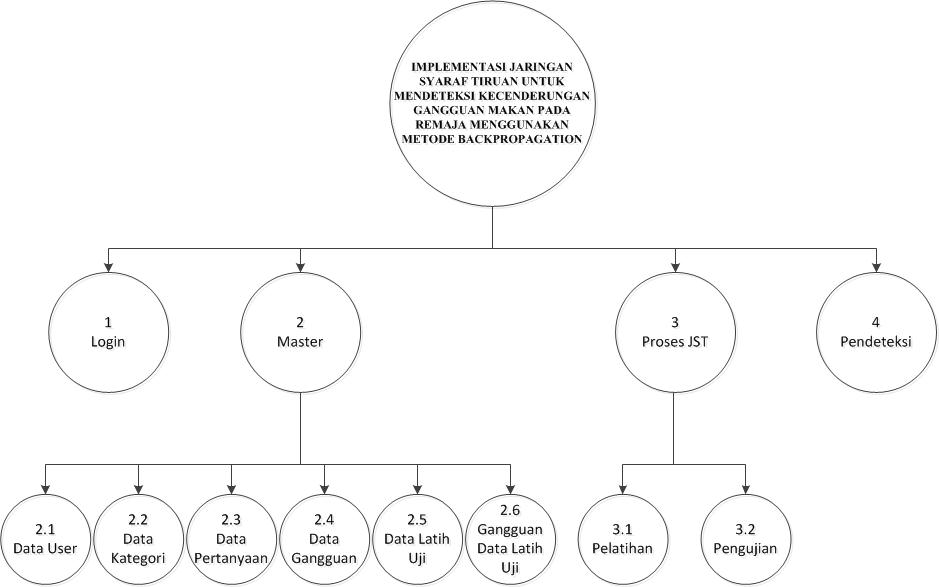 IMPLEMENTASI JARINGAN
SYARAF TIRUAN UNTUK
MENDETEKSI KECENDERUNGAN
GANGGUAN MAKAN PADA
REMAJA MENGGUNAKAN
METODE BACKPROPAGATION
1
Login
2
Master
3
Proses JST
4
Pendeteksi
2.1
Data User
2.2
Data
Kategori
2.3
Data
Pertanyaan
2.4
Data
Gangguan
2.5
Data Latih
Uji
2.6
Gangguan
Data Latih
Uji
3.1
Pelatihan
3.2
Pengujian